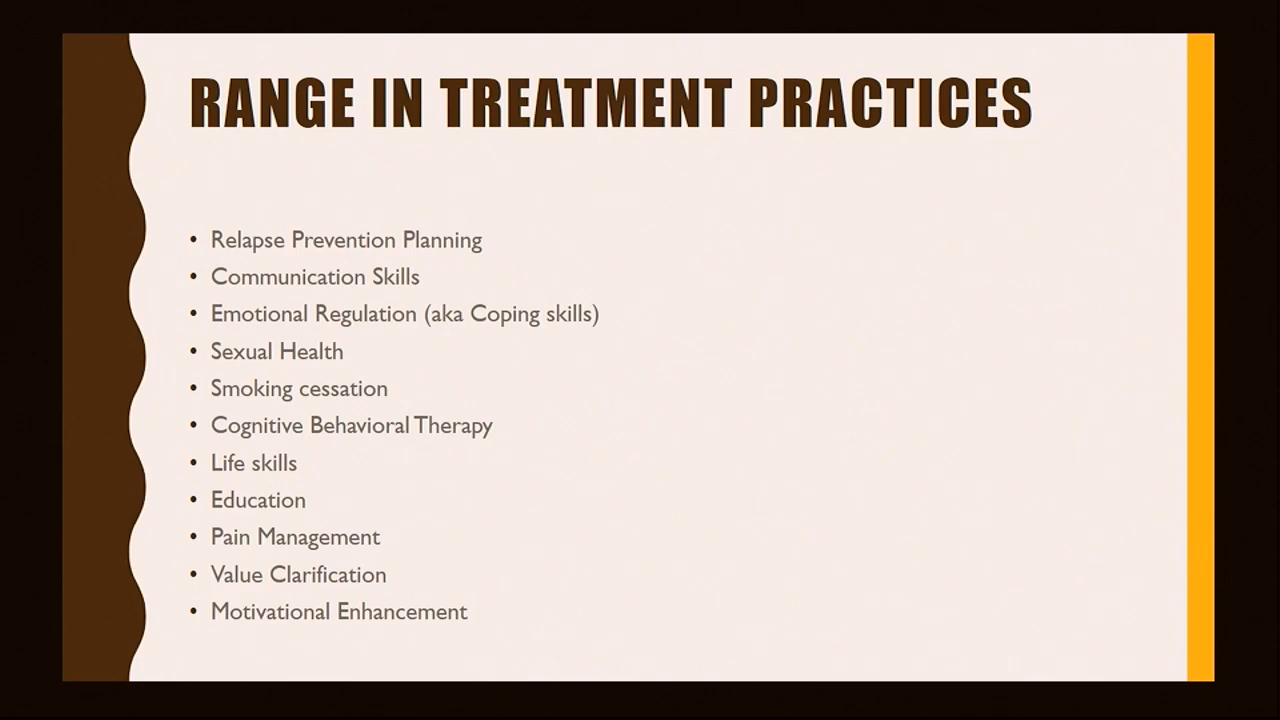 RANGE IN TREATMENT PRACTICES
• Relapse Prevention Planning
• Communication Skills
• Emotional Regulation (aka Coping skills)
• Sexual Health
• Smoking cessation
• Cognitive Behavioral Therapy
• Life skills
• Education
• Pain Management
• Value Clarification
• Motivational Enhancement